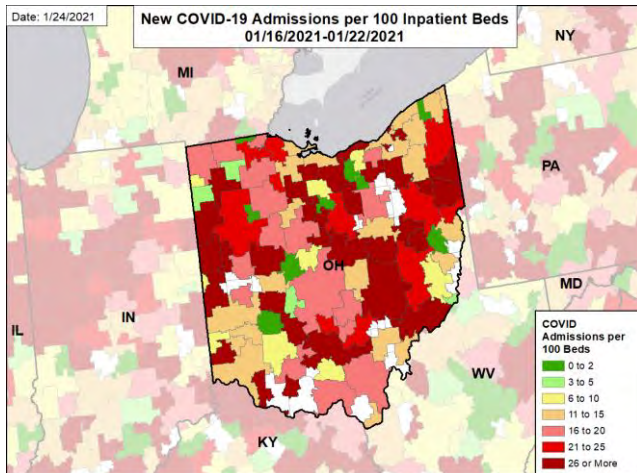 Date: 1/24/2021
New COVID-19 Admissions per 100 Inpatient Beds
01/16/2021-01/22/2021
NY
MI
PA
OH
MD
IL
IN
WV
KY
COVID
Admissions per
100 Beds
0 to 2
3 to 5
6 to 10
11 to 15
16 to 20
21 to 25
26 or More